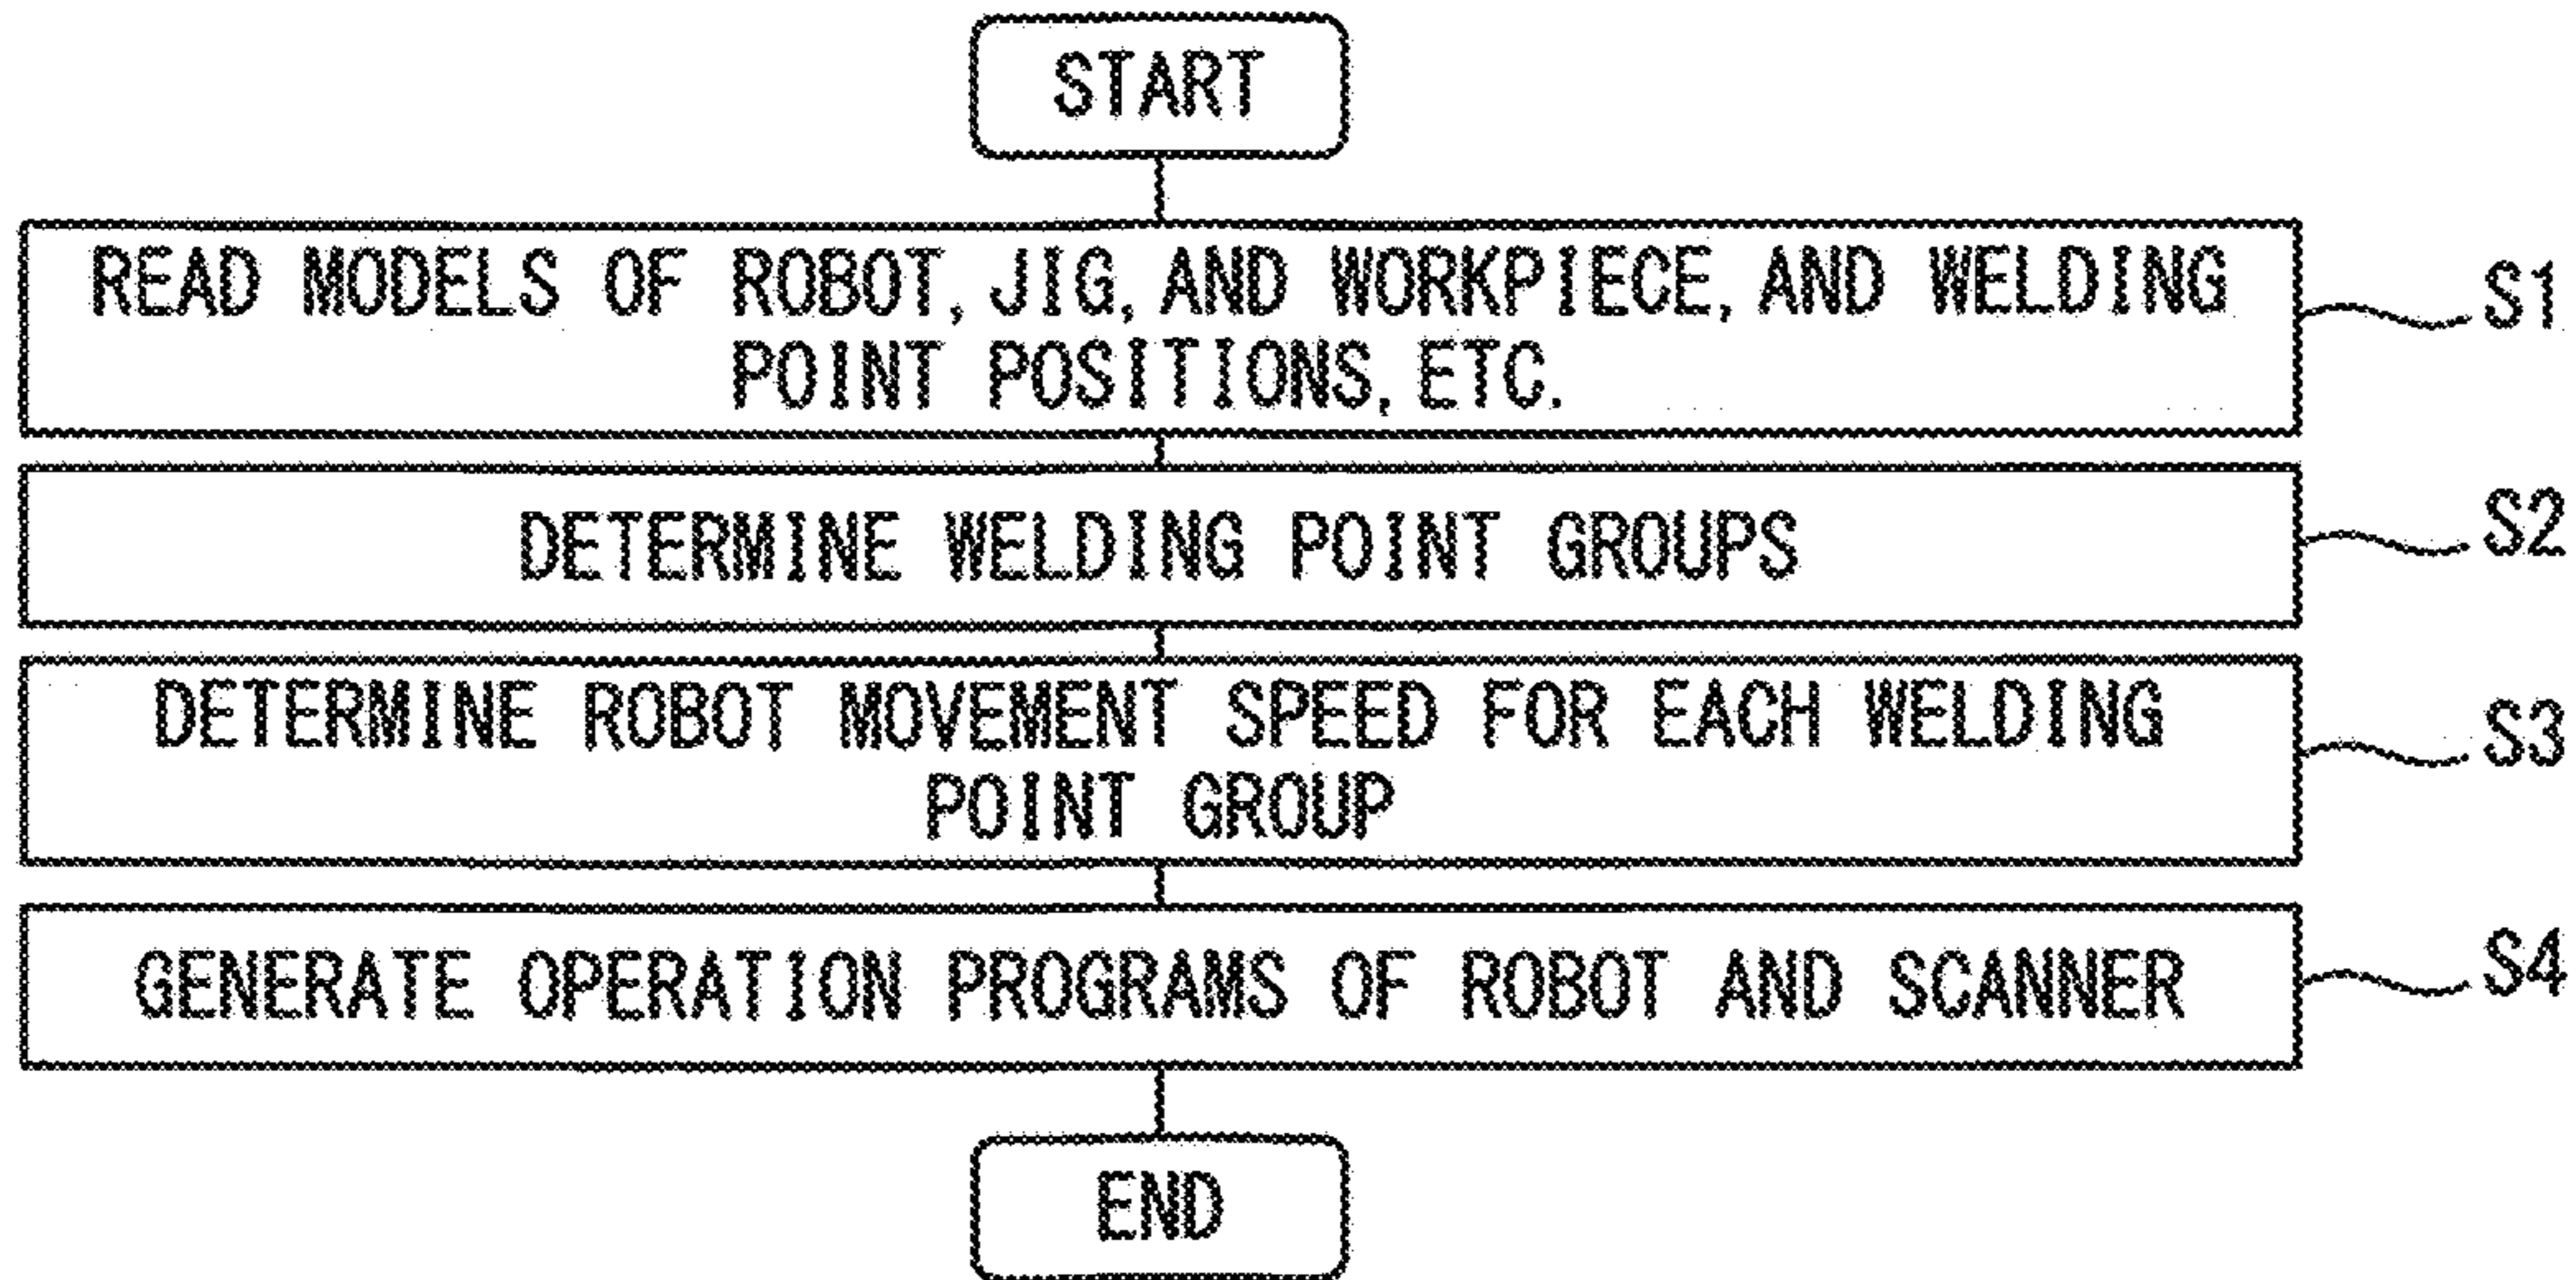 START
READ MODELS OF ROBOT, JIG, AND WORKPIECE, AND WELDING
POINT POSITIONS, ETC.
S1
DETERMINE WELDING POINT GROUPS
S2
DETERMINE ROBOT MOVEMENT SPEED FOR EACH WELDING
POINT GROUP
S3
GENERATE OPERATION PROGRAMS OF ROBOT AND SCANNER
S4
END